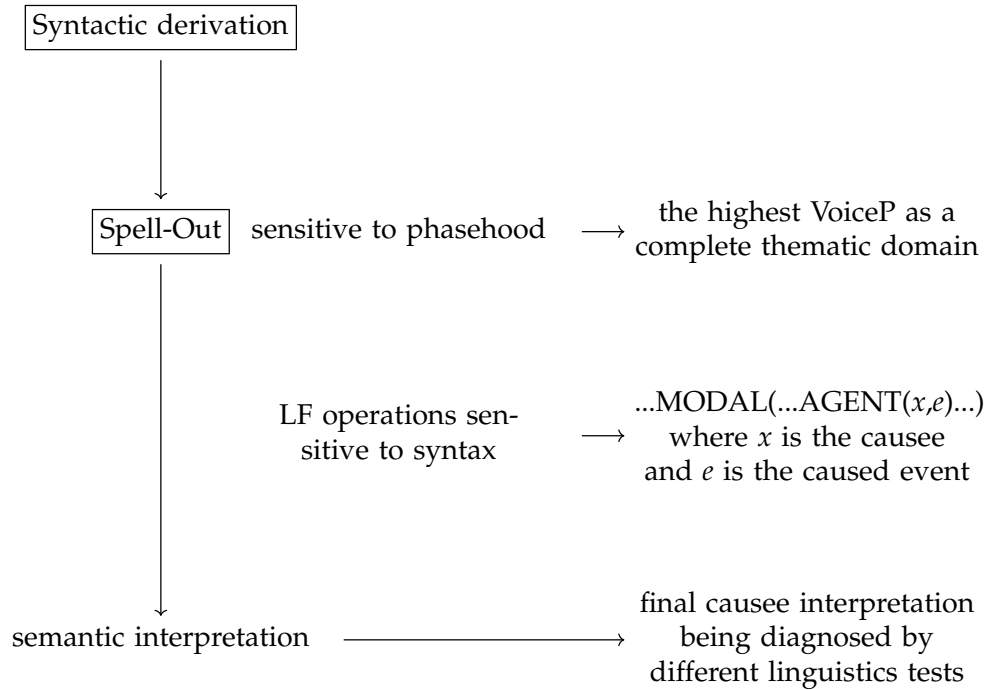 Syntactic derivation
Spell-Out
sensitive to phasehood
the highest VoiceP as a
complete thematic domain
LF operations sen-
sitive to syntax
...MODAL(...AGENT(x,e)...)
where x is the causee
and e is the caused event
semantic interpretation
final causee interpretation
being diagnosed by
different linguistics tests